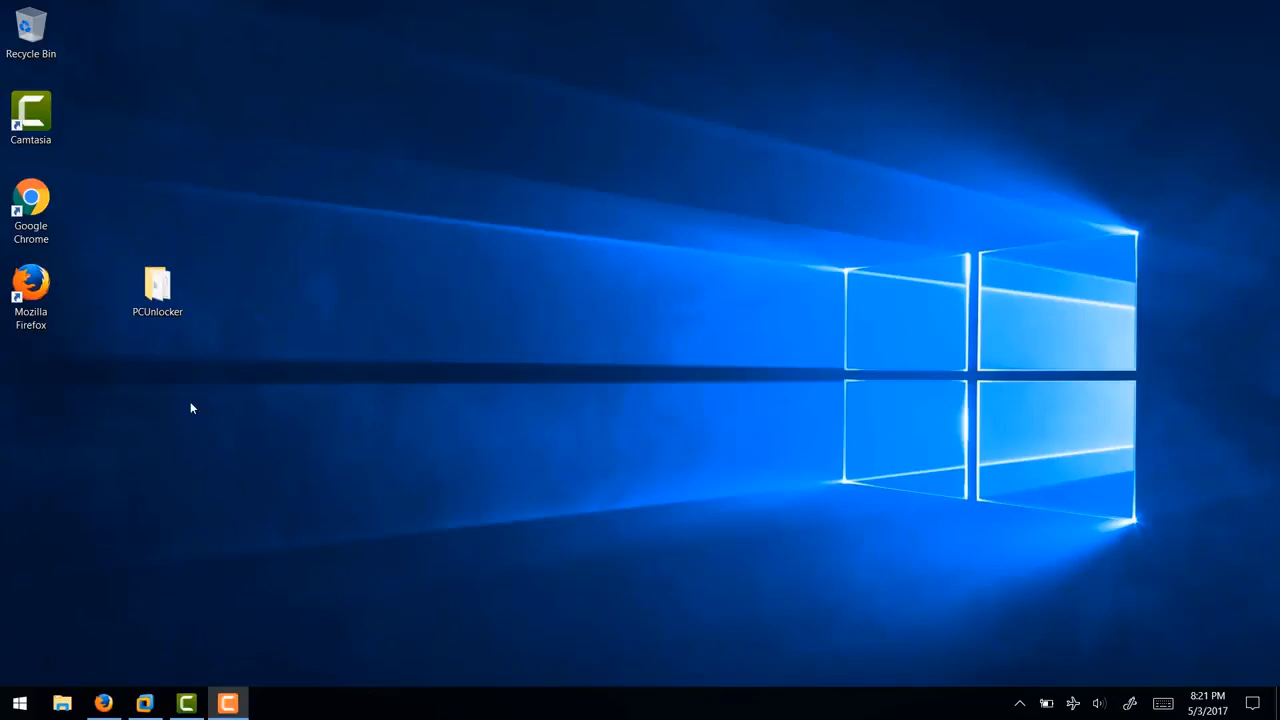 Recycle Bin
Camtasia
Google
Chrome
Mozilla
Firefox
PCUnlocker
8:21 PM
5/3/2017